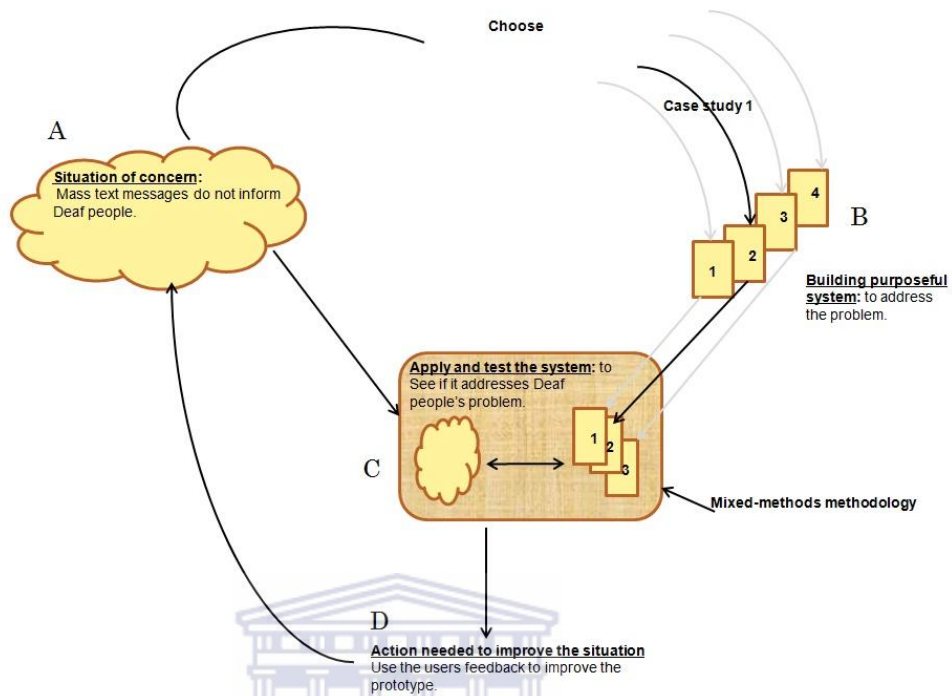 Choose
Case study 1
A
Situation of concern:
Mass text messages do not inform
Deaf people.
4
3
2
1
B
Building purposeful
system: to address
the problem.
Apply and test the system: to
See if it addresses Deaf
people's problem.
1
2
3
C
Mixed-methods methodology
D
Action needed to improve the situation
Use the users feedback to improve the
prototype.